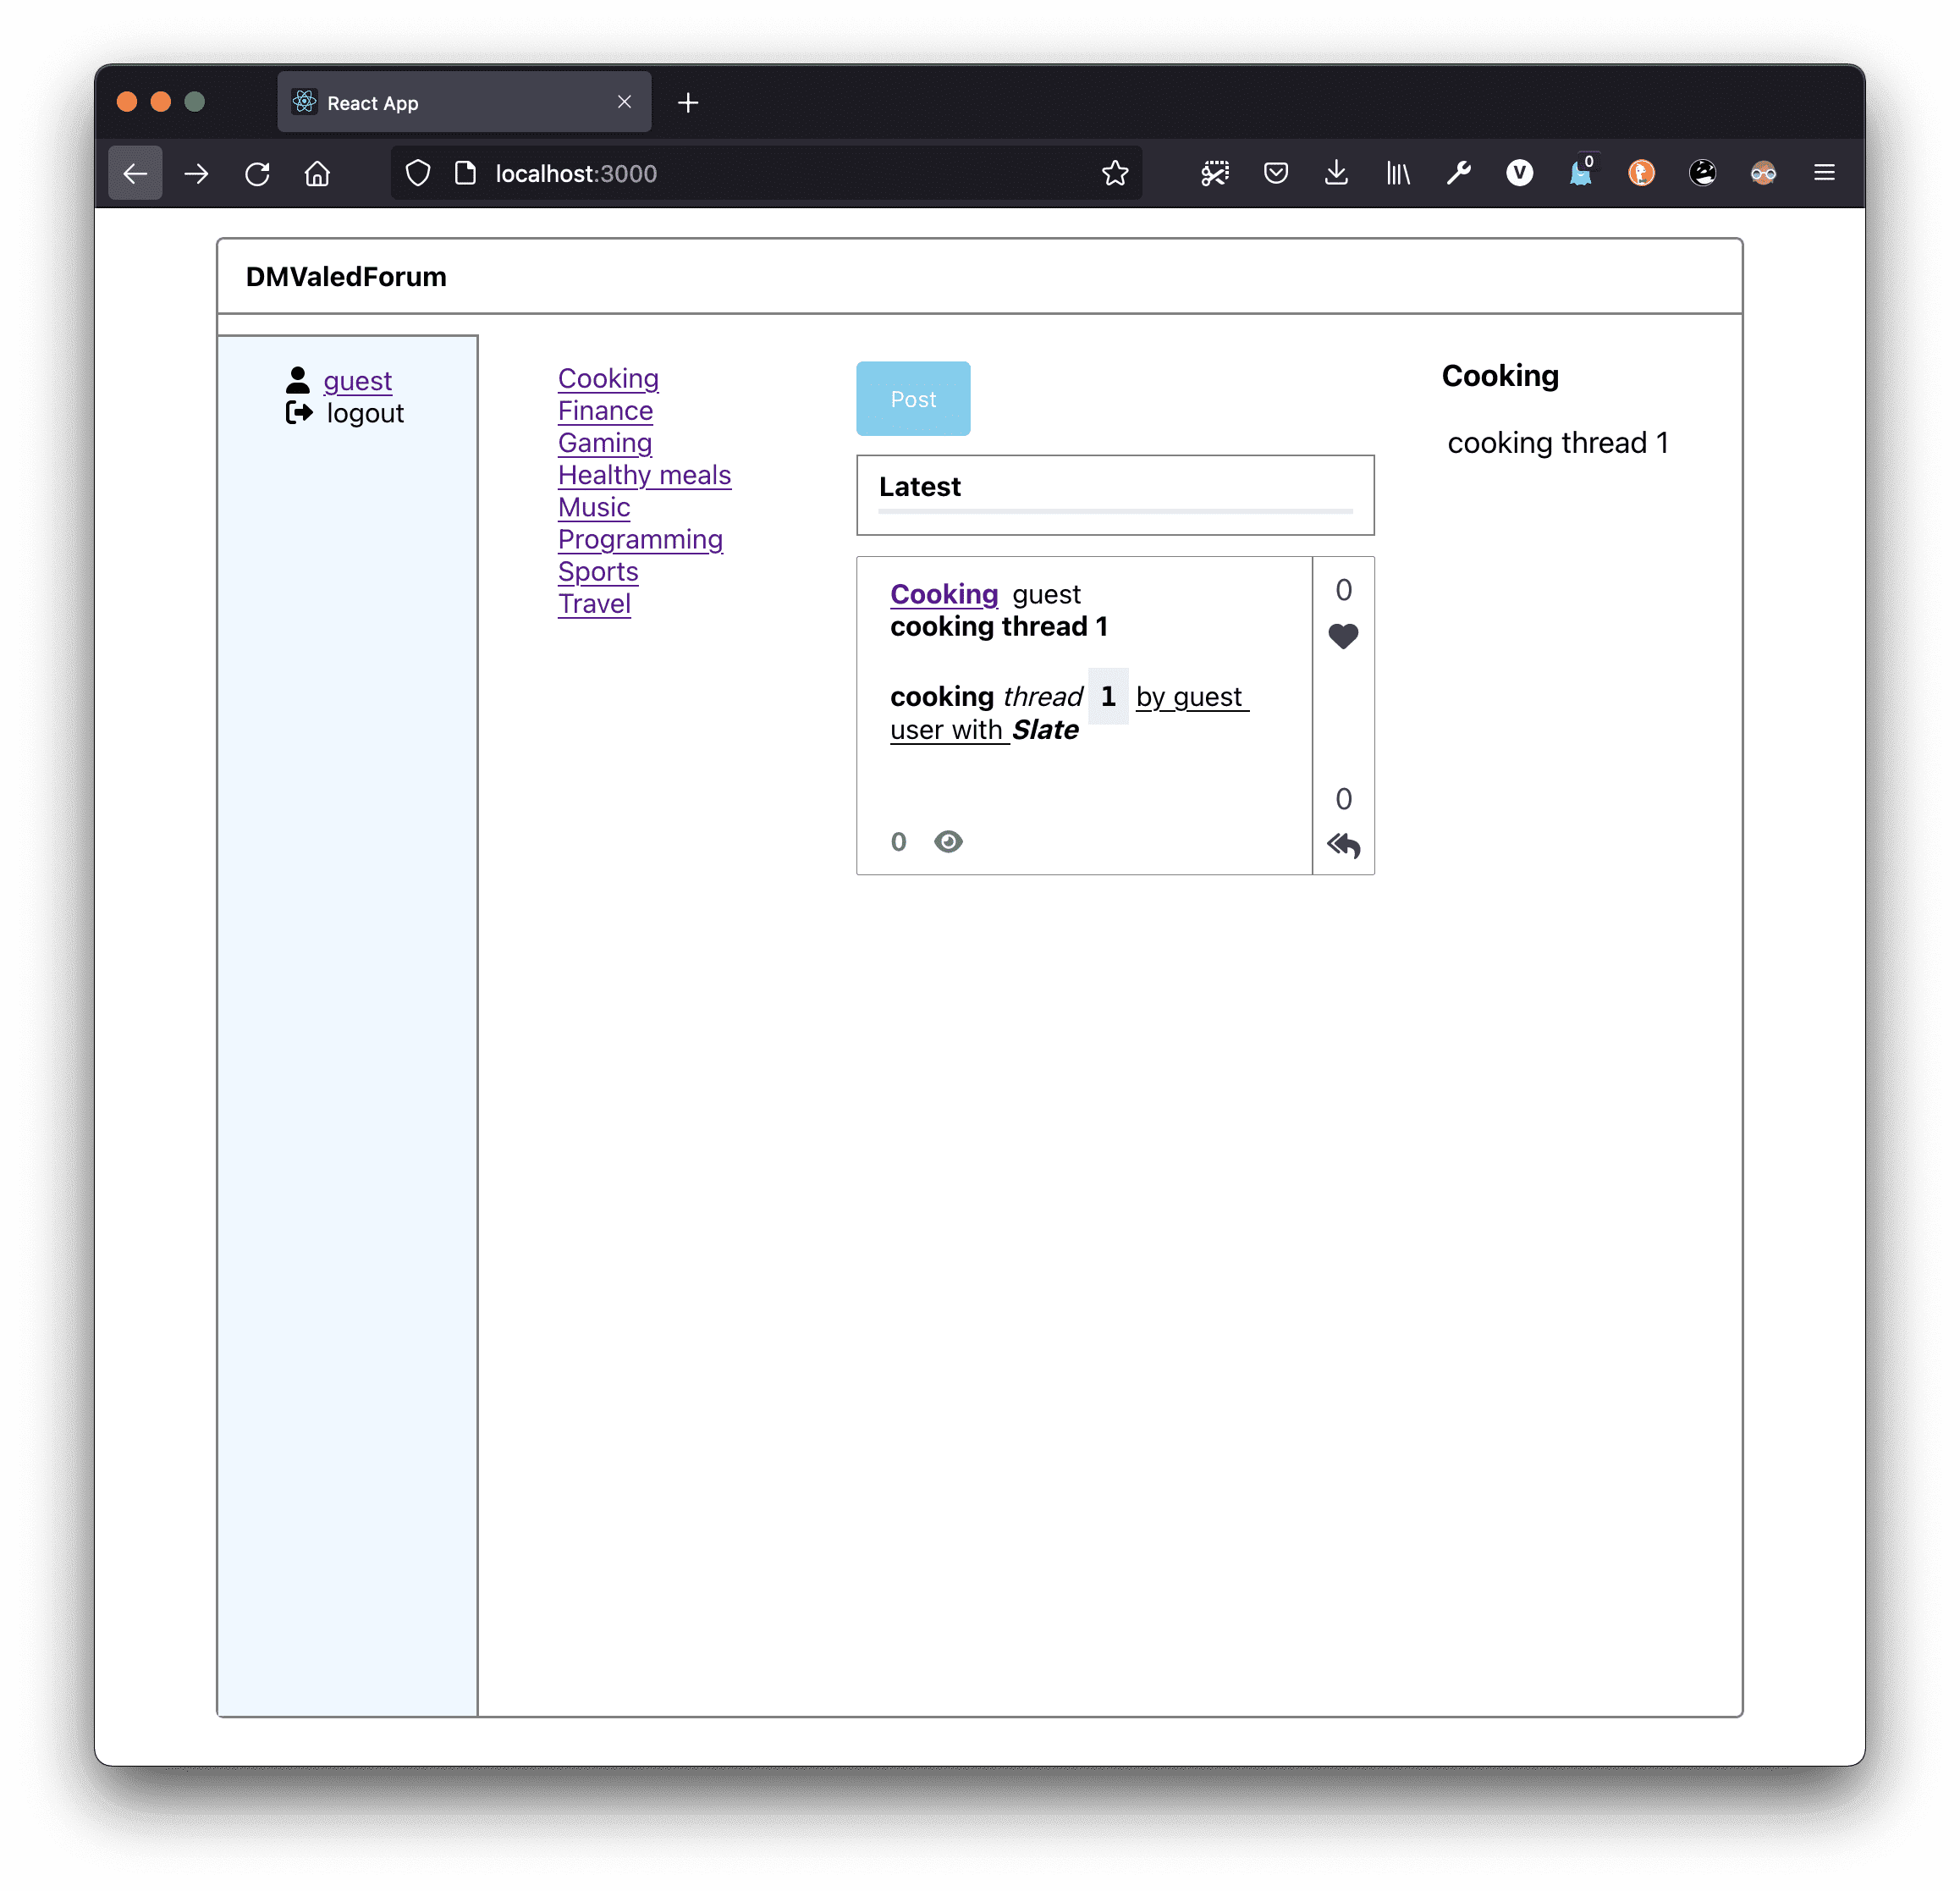 React App
localhost:3000
0
DMValedForum
guest
logout
Cooking
Finance
Gaming
Healthy meals
Music
Programming
Sports
Travel
Post
Latest
Cooking guest
cooking thread 1
cooking thread 1 by guest
user with Slate
0
0
0
Cooking
cooking thread 1